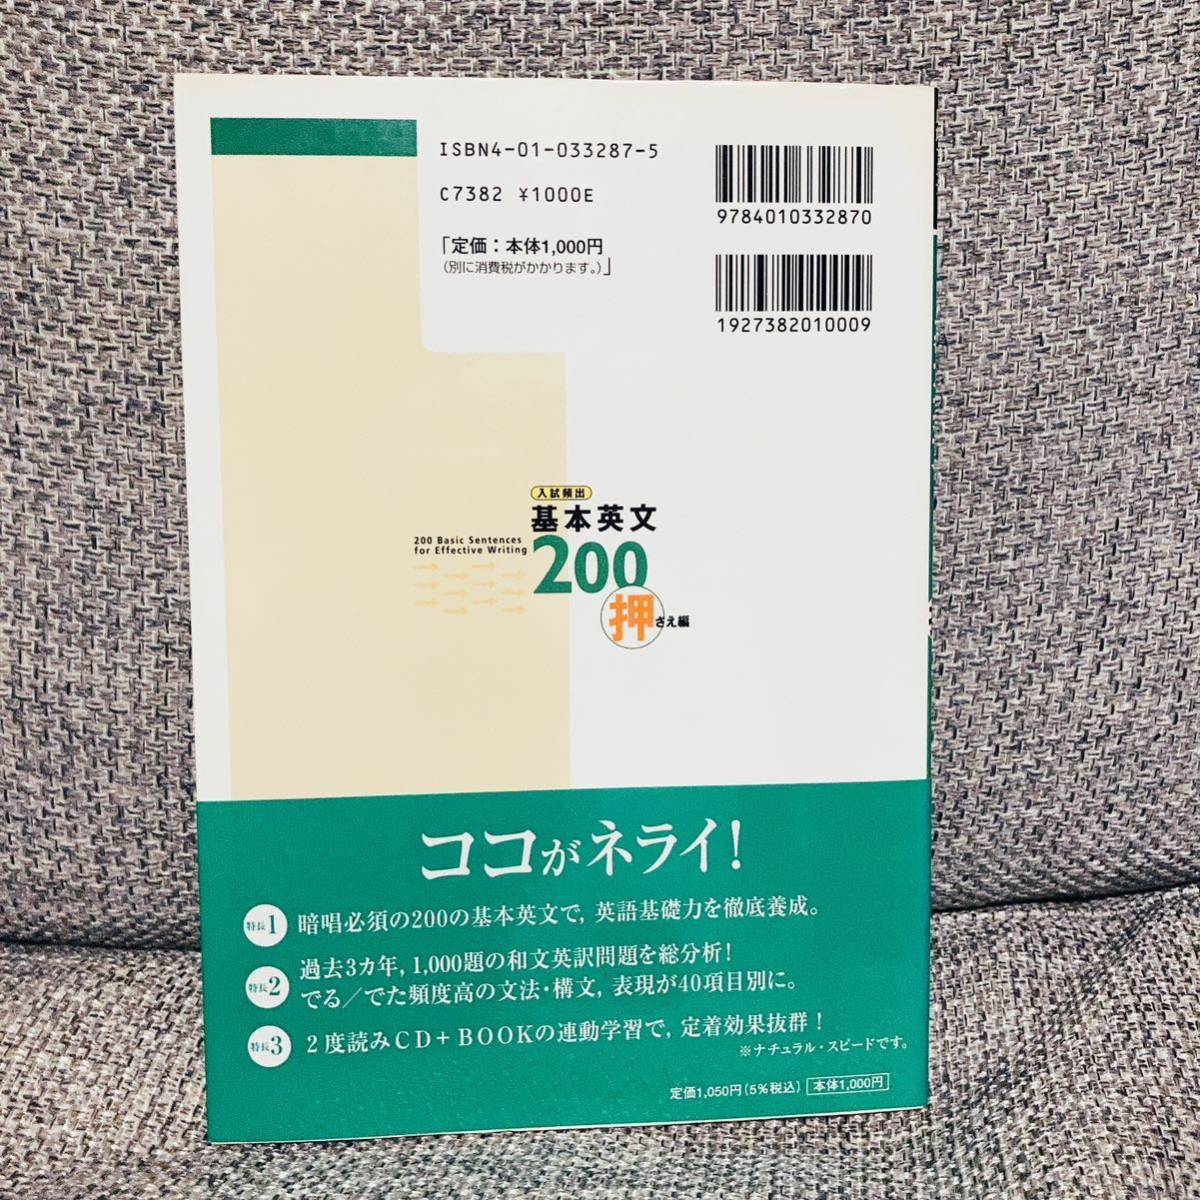 ISBN4-01-033287-5
C7382 ¥1000E
「定価：本体1,000円
（別に消費税がかかります。）」
9784010332870
1927382010009
入試頻出
基本英文
200 Basic Sentences
for Effective Writing
200
押さえ編
ココがネライ！
特長1 暗唱必須の200の基本英文で，英語基礎力を徹底養成。
特長2 過去3カ年，1,000題の和文英訳問題を総分析！
でる／でた頻度高の文法・構文，表現が40項目別に。
特長3 2度読みCD+BOOKの連動学習で，定着効果抜群！
※ナチュラル・スピードです。
定価1,050円（5％税込） 本体1,000円